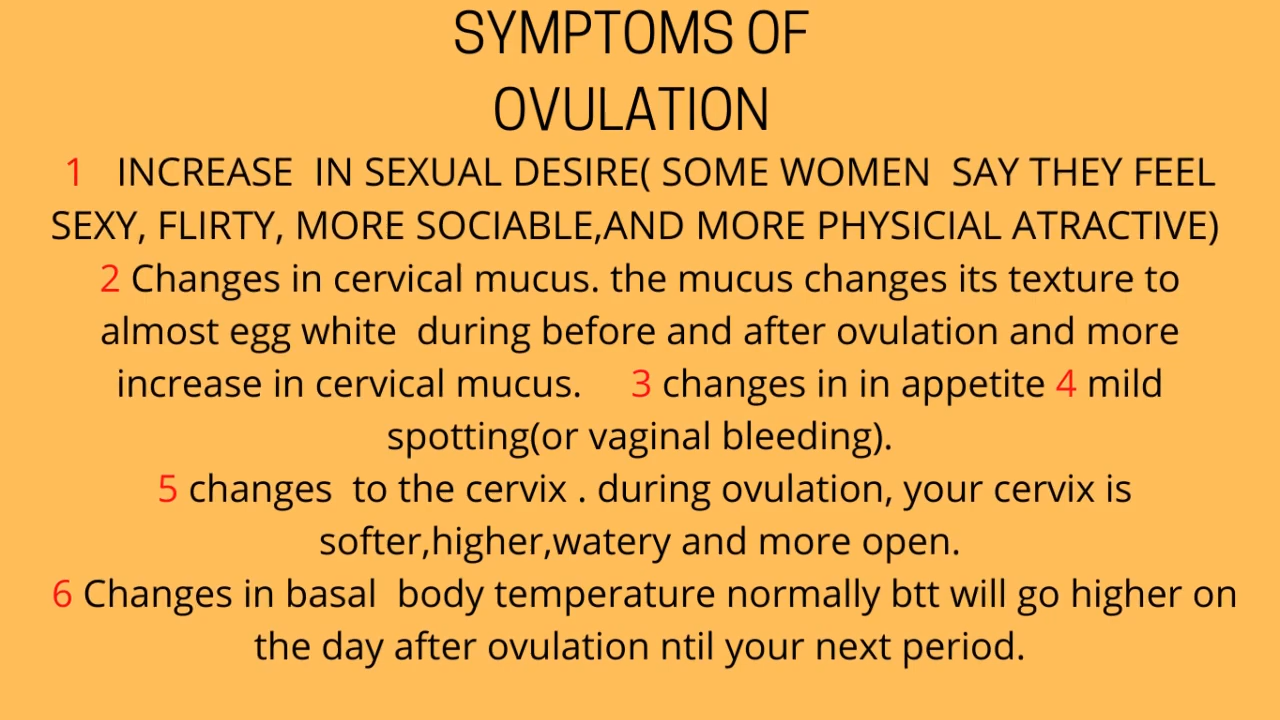 SYMPTOMS OF
OVULATION
1 INCREASE IN SEXUAL DESIRE( SOME WOMEN SAY THEY FEEL
SEXY, FLIRTY, MORE SOCIABLE,AND MORE PHYSICIAL ATRACTIVE)
2 Changes in cervical mucus. the mucus changes its texture to
almost egg white during before and after ovulation and more
increase in cervical mucus. 3 changes in in appetite 4 mild
spotting(or vaginal bleeding).
5 changes to the cervix . during ovulation, your cervix is
softer,higher,watery and more open.
6 Changes in basal body temperature normally btt will go higher on
the day after ovulation ntil your next period.